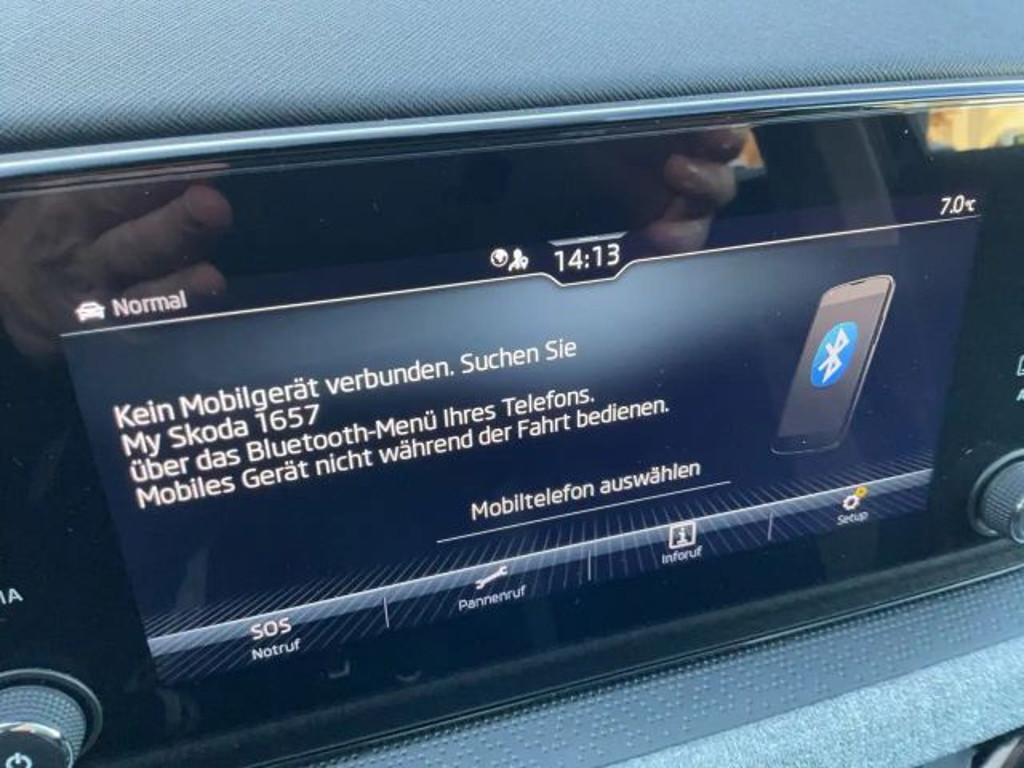 7.0°C
14:13
Normal
Kein Mobilgerät verbunden. Suchen Sie
My Skoda 1657
über das Bluetooth-Menü Ihres Telefons.
Mobiles Gerät nicht während der Fahrt bedienen.
Mobiltelefon auswählen
SOS
Notruf
Pannenruf
Inforuf
Setup